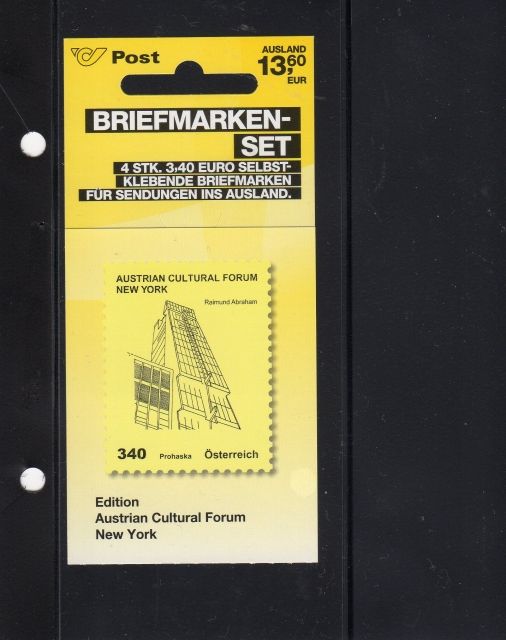 Post
AUSLAND
13,60
EUR
BRIEFMARKEN-
SET
4 STK. 3,40 EURO SELBST-
KLEBENDE BRIEFMARKEN
FÜR SENDUNGEN INS AUSLAND.
AUSTRIAN CULTURAL FORUM
NEW YORK
Raimund Abraham
340 Prohaska Österreich
Edition
Austrian Cultural Forum
New York